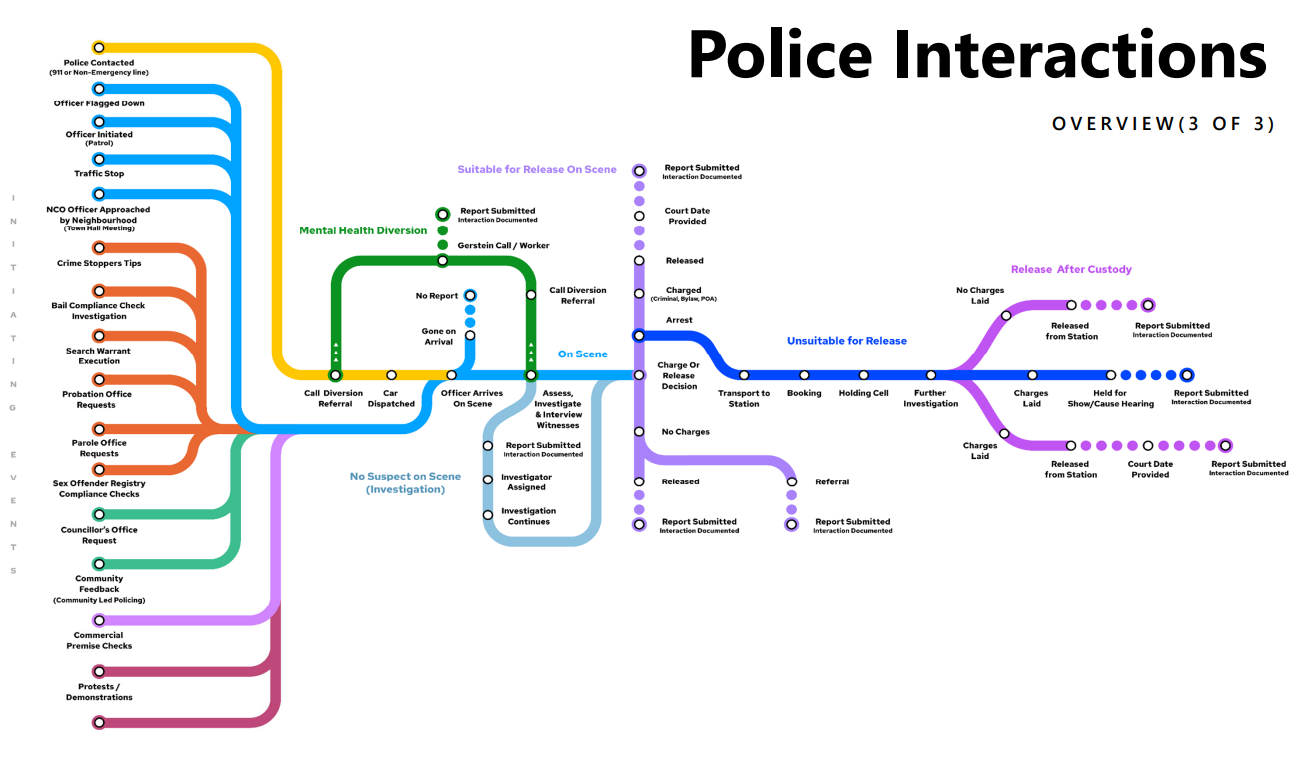 Police Interactions
OVERVIEW(3 OF 3)
INITIATING EVENTS
Police Contacted
(911 or Non-Emergency line)
Officer Flagged Down
Officer Initiated
(Patrol)
Traffic Stop
NCO Officer Approached
by Neighbourhood
(Town Hall Meeting)
Crime Stoppers Tips
Bail Compliance Check
Investigation
Search Warrant
Execution
Probation Office
Requests
Parole Office
Requests
Sex Offender Registry
Compliance Checks
Councillor's Office
Request
Community
Feedback
(Community Led Policing)
Commercial
Premise Checks
Protests /
Demonstrations
Mental Health Diversion
Report Submitted
Interaction Documented
Gerstein Call / Worker
Call Diversion
Referral
No Report
Gone on
Arrival
On Scene
Call Diversion
Referral
Car
Dispatched
Officer Arrives
On Scene
Assess,
Investigate
& Interview
Witnesses
No Suspect on Scene
(Investigation)
Report Submitted
Interaction Documented
Investigator
Assigned
Investigation
Continues
Suitable for Release On Scene
Report Submitted
Interaction Documented
Court Date
Provided
Released
Charged
(Criminal, Bylaw, POA)
Arrest
Charge Or
Release
Decision
No Charges
Released
Report Submitted
Interaction Documented
Referral
Report Submitted
Interaction Documented
Unsuitable for Release
Transport to
Station
Booking
Holding Cell
Further
Investigation
Release After Custody
No Charges
Laid
Released
from Station
Report Submitted
Interaction Documented
Charges
Laid
Held for
Show/Cause Hearing
Report Submitted
Interaction Documented
Charges
Laid
Released
from Station
Court Date
Provided
Report Submitted
Interaction Documented